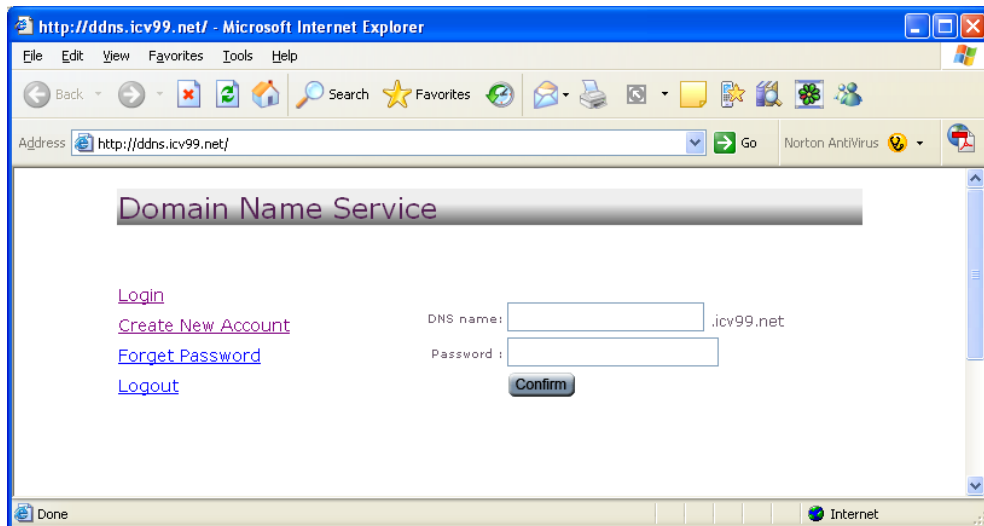 http://ddns.icv99.net/ - Microsoft Internet Explorer
File Edit View Favorites Tools Help
Back Search Favorites
Address http://ddns.icv99.net/ Go Norton AntiVirus
Domain Name Service
Login
Create New Account
Forget Password
Logout
DNS name: .icv99.net
Password :
Confirm
Done Internet